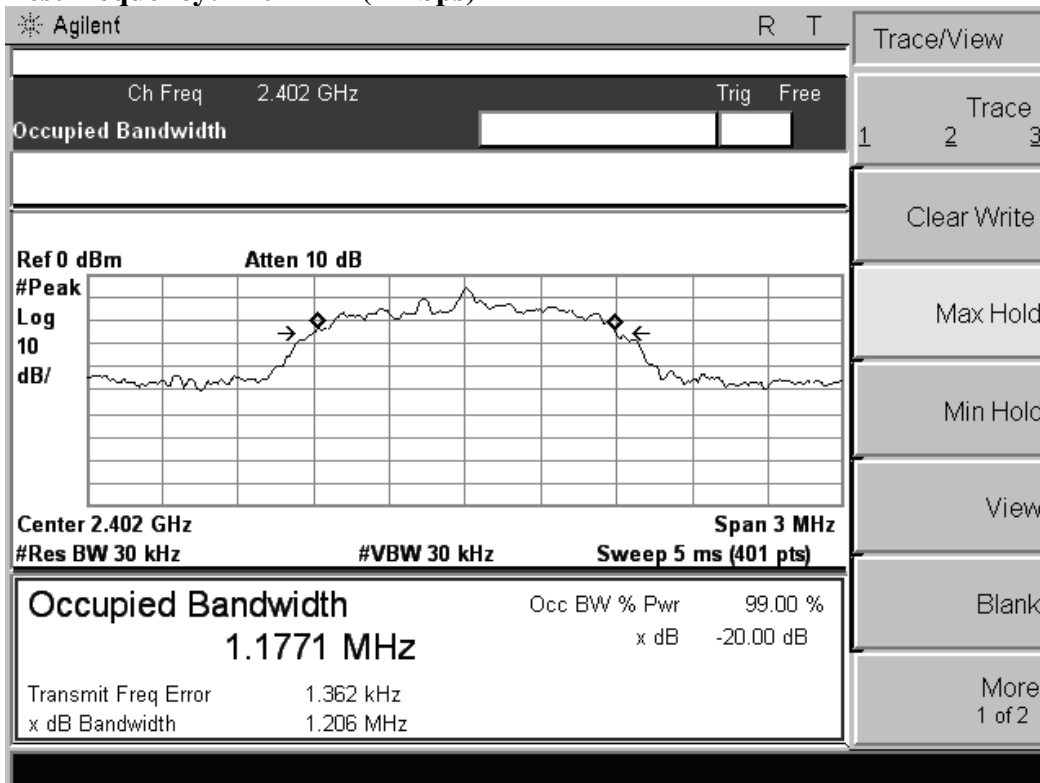 Agilent R T
Trace/View
Ch Freq 2.402 GHz Trig Free
Occupied Bandwidth
Trace
1 2 3
Clear Write
Ref 0 dBm Atten 10 dB
#Peak
Log
10
dB/
Max Hold
Min Hold
View
Center 2.402 GHz Span 3 MHz
#Res BW 30 kHz #VBW 30 kHz Sweep 5 ms (401 pts)
Occupied Bandwidth
1.1771 MHz
Occ BW % Pwr 99.00 %
x dB -20.00 dB
Blank
Transmit Freq Error 1.362 kHz
x dB Bandwidth 1.206 MHz
More
1 of 2